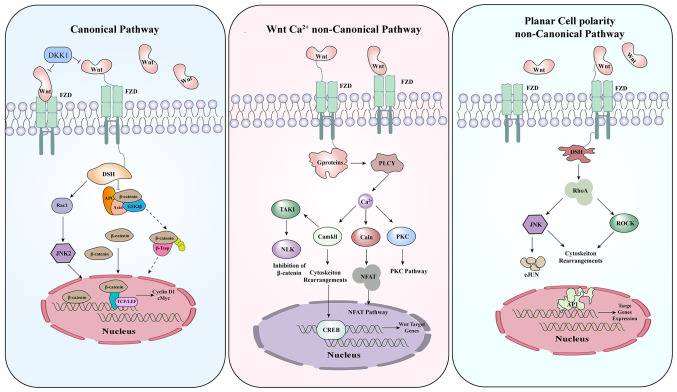 Canonical Pathway
DKK1
Wnt
Wnt
Wnt
Wnt
FZD
FZD
DSH
APC
Axin
β-catenin
GSK3β
Rac1
JNK2
β-catenin
β-catenin
β-catenin
β-Trep
β-catenin
β-catenin
TCF/LEF
Cyclin D1
cMyc
Nucleus
Wnt Ca²⁺ non-Canonical Pathway
Wnt
Wnt
FZD
FZD
Gproteins
PLCγ
Ca²⁺
TAK1
CamkII
Caln
PKC
NLK
Inhibition of
β-catenin
Cytoskeiton
Rearrangements
NFAT
PKC Pathway
NFAT Pathway
CREB
Wnt Target
Genes
Nucleus
Planar Cell polarity
non-Canonical Pathway
Wnt
Wnt
Wnt
FZD
FZD
DSH
RhoA
JNK
ROCK
Cytoskeiton
Rearrangements
cJUN
AP1
Targe
Genes
Expression
Nucleus